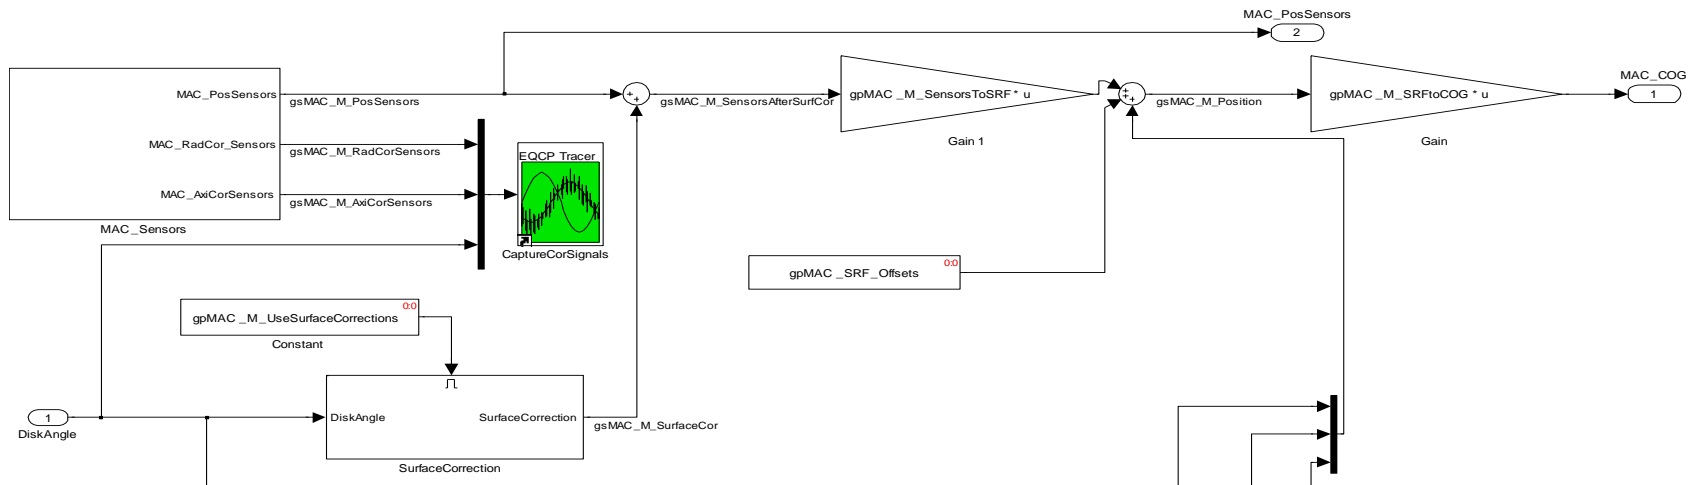 MAC_PosSensors
2
MAC_PosSensors
gsMAC_M_PosSensors
+
+
gsMAC_M_SensorsAfterSurfCor
gpMAC _M_SensorsToSRF * u
Gain 1
+
+
+
gsMAC_M_Position
gpMAC _M_SRFtoCOG * u
Gain
MAC_COG
1
MAC_RadCor_Sensors
gsMAC_M_RadCorSensors
MAC_AxiCorSensors
gsMAC_M_AxiCorSensors
MAC_Sensors
EQCP Tracer
CaptureCorSignals
0:0
gpMAC _SRF_Offsets
0:0
gpMAC _M_UseSurfaceCorrections
Constant
1
DiskAngle
DiskAngle
SurfaceCorrection
gsMAC_M_SurfaceCor
SurfaceCorrection